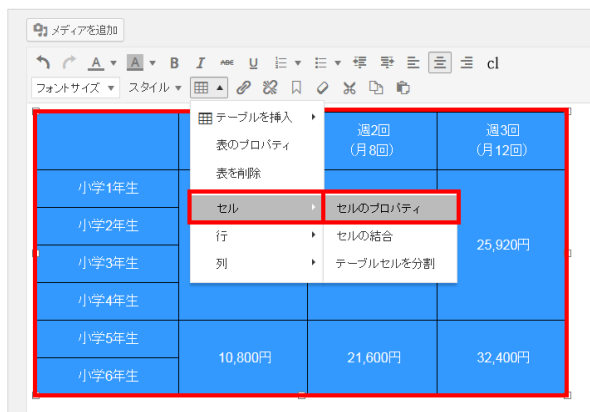 メディアを追加
A A B I ABC U cl
フォントサイズ スタイル
テーブルを挿入
表のプロパティ
表を削除
セル
行
列
セルのプロパティ
セルの結合
テーブルセルを分割
週2回
(月8回)
週3回
(月12回)
小学1年生
小学2年生
小学3年生
小学4年生
25,920円
小学5年生
小学6年生
10,800円
21,600円
32,400円